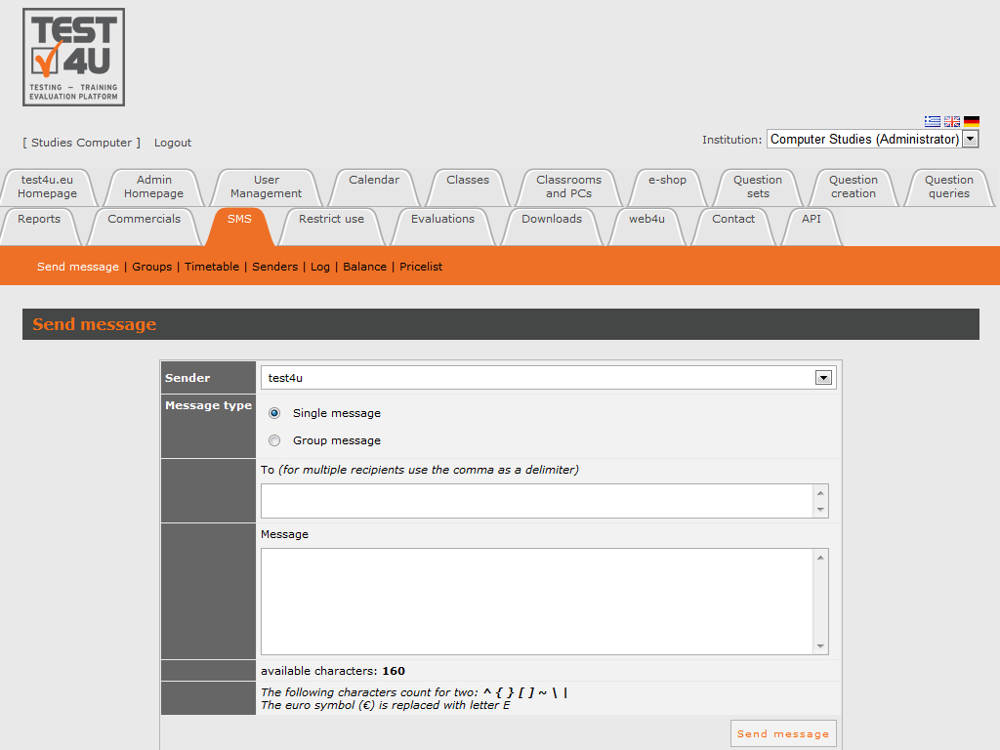 TEST
4U
TESTING – TRAINING
EVALUATION PLATFORM
[ Studies Computer ] Logout
Institution: Computer Studies (Administrator)
test4u.eu Homepage
Admin Homepage
User Management
Calendar
Classes
Classrooms and PCs
e-shop
Question sets
Question creation
Question queries
Reports
Commercials
SMS
Restrict use
Evaluations
Downloads
web4u
Contact
API
Send message | Groups | Timetable | Senders | Log | Balance | Pricelist
Send message
Sender test4u
Message type
Single message
Group message
To (for multiple recipients use the comma as a delimiter)
Message
available characters: 160
The following characters count for two: ^ { } [ ] ~ \ |
The euro symbol (€) is replaced with letter E
Send message